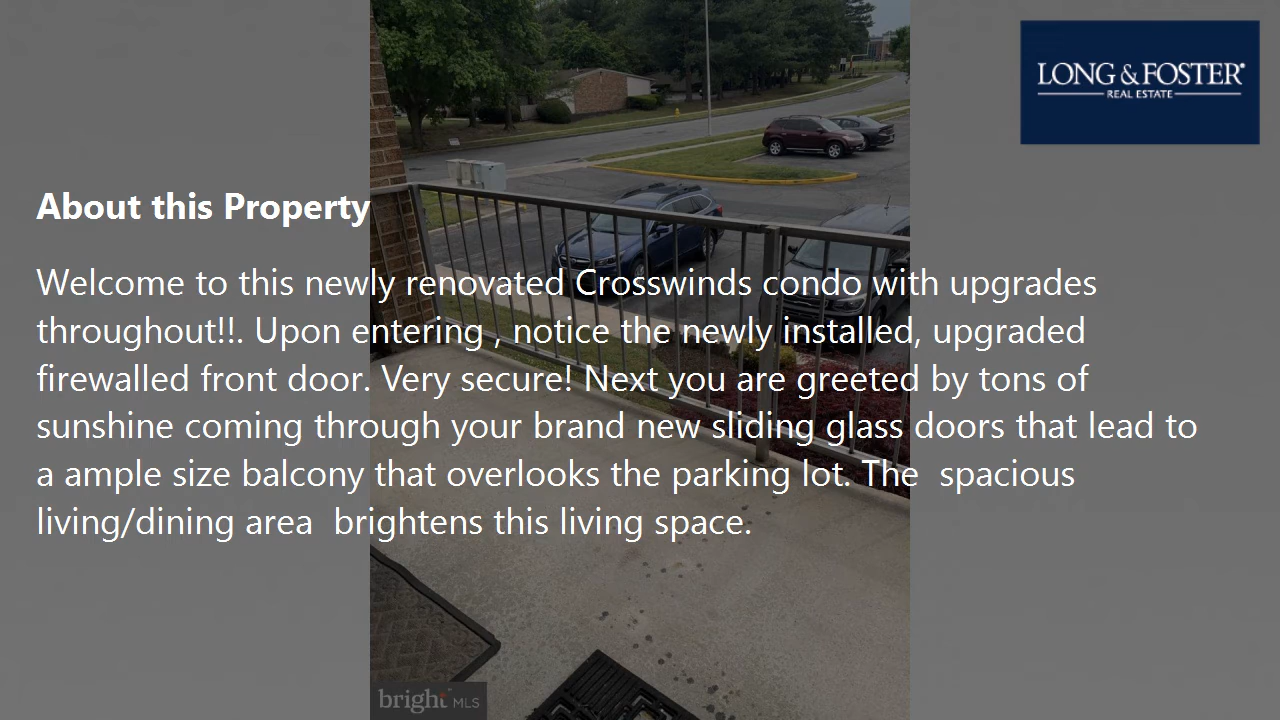 LONG & FOSTER®
REAL ESTATE
About this Property
Welcome to this newly renovated Crosswinds condo with upgrades
throughout!!. Upon entering , notice the newly installed, upgraded
firewalled front door. Very secure! Next you are greeted by tons of
sunshine coming through your brand new sliding glass doors that lead to
a ample size balcony that overlooks the parking lot. The  spacious
living/dining area  brightens this living space.
bright MLS